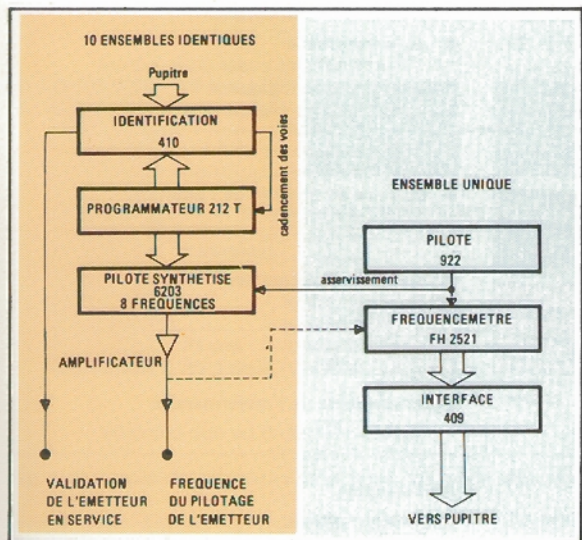 10 ENSEMBLES IDENTIQUES
Pupitre
IDENTIFICATION
410
cadencement des voies
PROGRAMMATEUR 212 T
PILOTE SYNTHETISE
6203
8 FREQUENCES
AMPLIFICATEUR
VALIDATION
DE L'EMETTEUR
EN SERVICE
FREQUENCE
DU PILOTAGE
DE L'EMETTEUR
ENSEMBLE UNIQUE
PILOTE
922
asservissement
FREQUENCEMETRE
FH 2521
INTERFACE
409
VERS PUPITRE